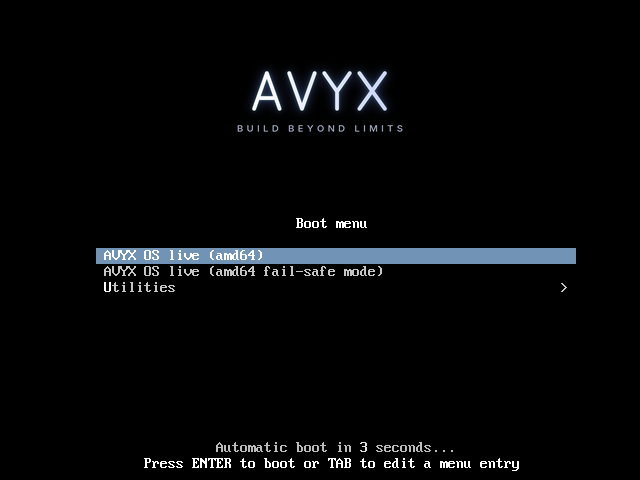 AVYX
BUILD BEYOND LIMITS
Boot menu
AVYX OS live (amd64)
AVYX OS live (amd64 fail-safe mode)
Utilities >
Automatic boot in 3 seconds...
Press ENTER to boot or TAB to edit a menu entry